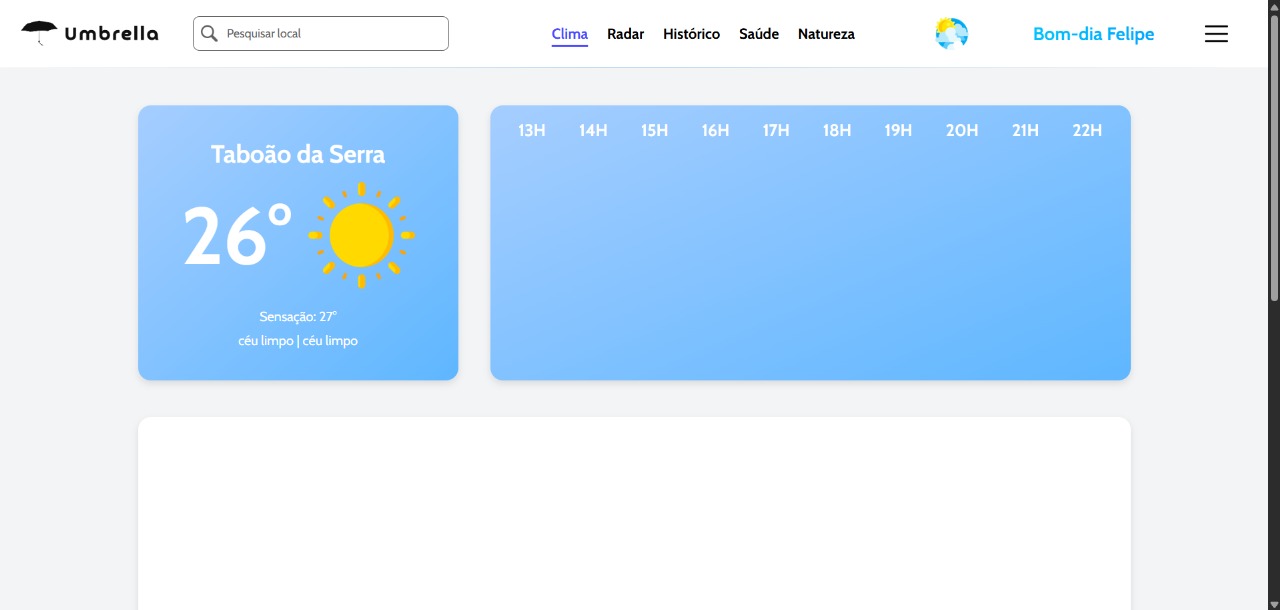 Umbrella
Pesquisar local
Clima Radar Histórico Saúde Natureza
Bom-dia Felipe
Taboão da Serra
26°
Sensação: 27°
céu limpo | céu limpo
13H 14H 15H 16H 17H 18H 19H 20H 21H 22H